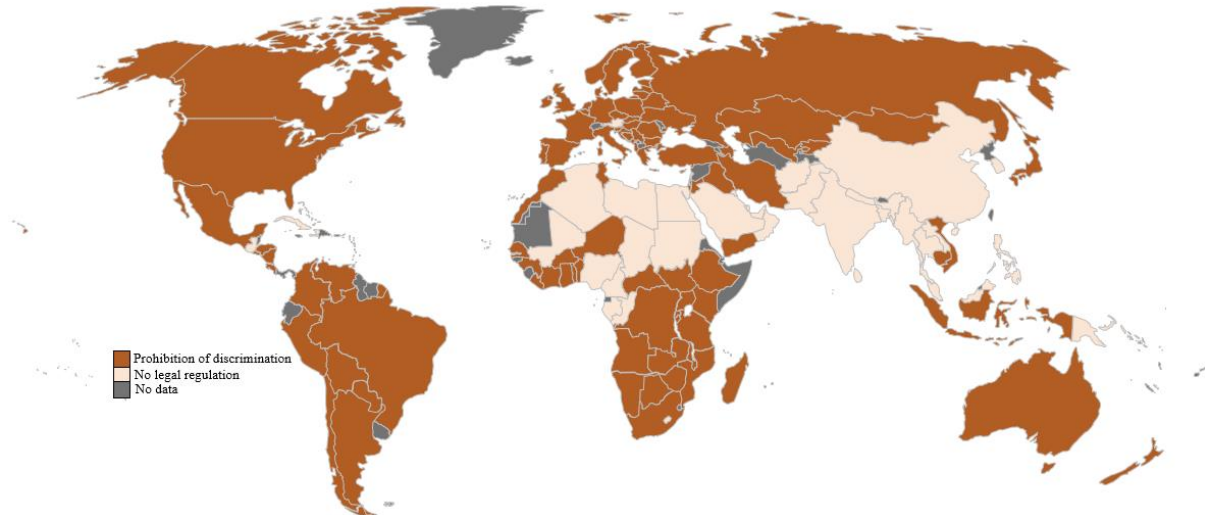 Prohibition of discrimination
No legal regulation
No data